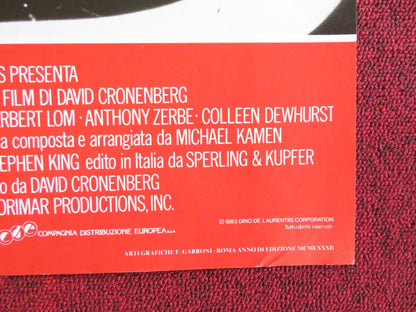 S PRESENTA
FILM DI DAVID CRONENBERG
RBERT LOM · ANTHONY ZERBE · COLLEEN DEWHURST
a composta e arrangiata da MICHAEL KAMEN
EPHEN KING edito in Italia da SPERLING & KUPFER
o da DAVID CRONENBERG
ORIMAR PRODUCTIONS, INC.
COMPAGNIA DISTRIBUZIONE EUROPEA S.r.l.
© 1983 DINO DE LAURENTIIS CORPORATION
Tutti i diritti riservati
ARTI GRAFICHE F. GARRONI - ROMA ANNO DI EDIZIONE MCMLXXXII